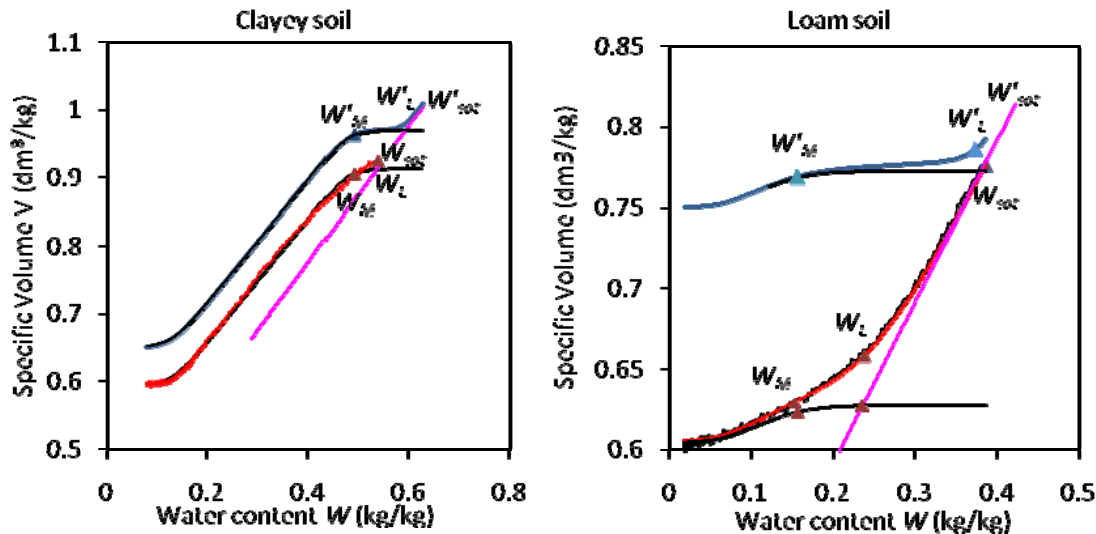 Clayey soil
Specific Volume V (dm³/kg)
1.1
1
0.9
0.8
0.7
0.6
0.5
W'L
W'sat
W'M
Wsat
WL
WM
0
0.2
0.4
0.6
0.8
Water content W (kg/kg)
Loam soil
Specific Volume (dm3/kg)
0.85
0.8
0.75
0.7
0.65
0.6
W'sat
W'L
W'M
Wsat
WL
WM
0
0.1
0.2
0.3
0.4
0.5
Water content W (kg/kg)